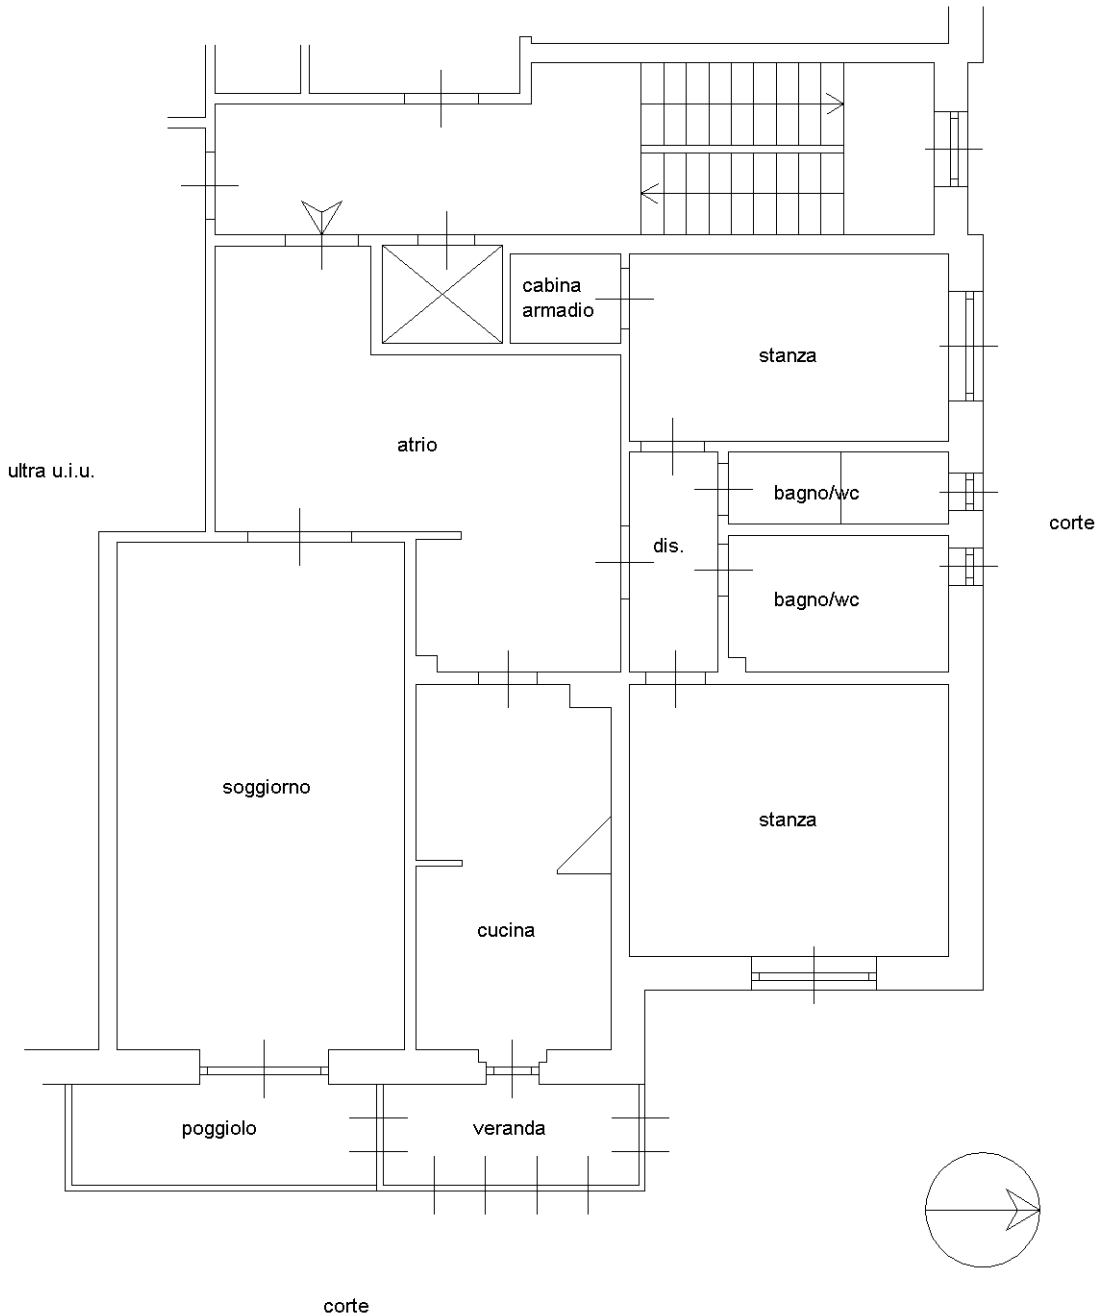 cabina
armadio
stanza
atrio
ultra u.i.u.
bagno/wc
corte
dis.
bagno/wc
soggiorno
stanza
cucina
poggiolo
veranda
corte